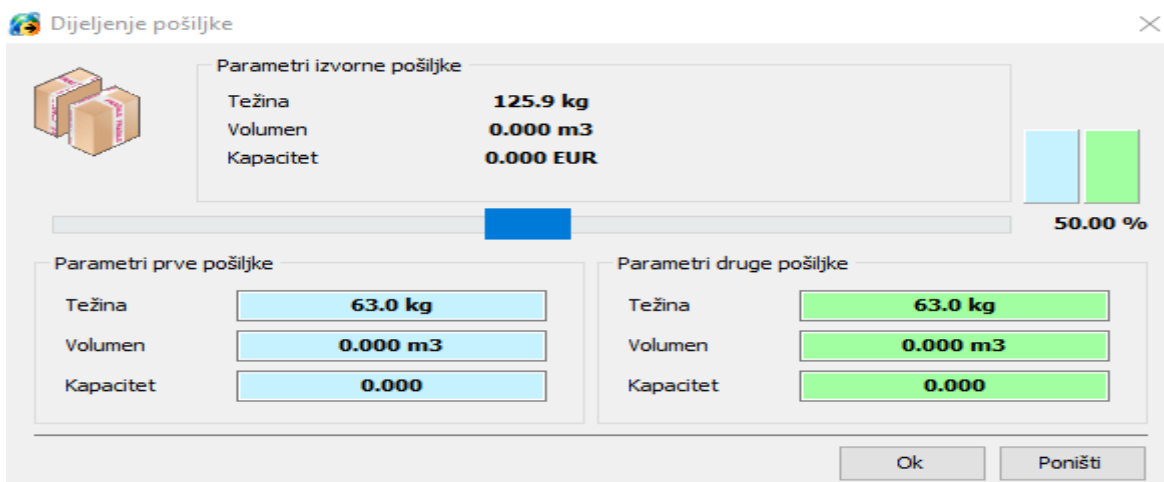 Dijeljenje pošiljke
Parametri izvorne pošiljke
Težina 125.9 kg
Volumen 0.000 m3
Kapacitet 0.000 EUR
50.00 %
Parametri prve pošiljke
Težina 63.0 kg
Volumen 0.000 m3
Kapacitet 0.000
Parametri druge pošiljke
Težina 63.0 kg
Volumen 0.000 m3
Kapacitet 0.000
Ok Poništi